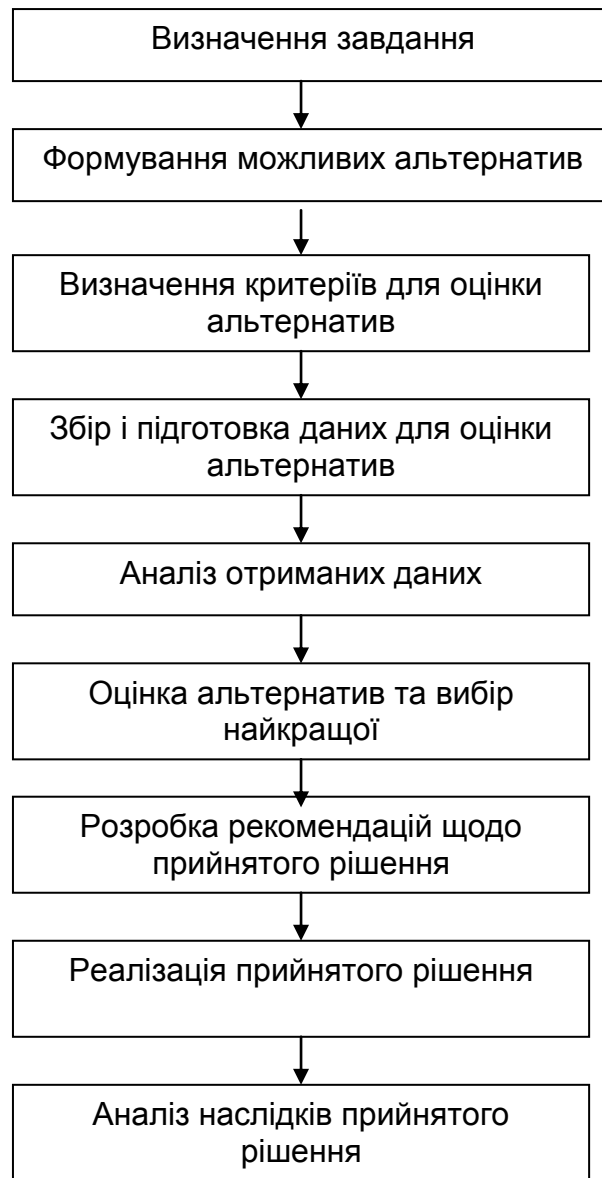 Визначення завдання
Формування можливих альтернатив
Визначення критеріїв для оцінки
альтернатив
Збір і підготовка даних для оцінки
альтернатив
Аналіз отриманих даних
Оцінка альтернатив та вибір
найкращої
Розробка рекомендацій щодо
прийнятого рішення
Реалізація прийнятого рішення
Аналіз наслідків прийнятого
рішення